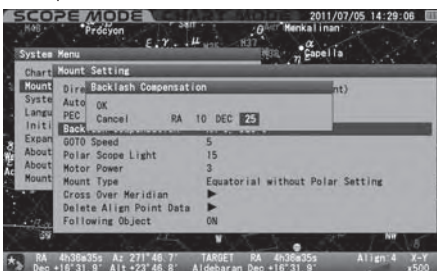 SCOPE MODE CHART MODE 2011/07/05 14:29:06
Procyon Menkalinan
M37
Capella
System Menu
Chart
Mount Setting
Mount
Backlash Compensation
Syste
Auto
OK
Langu
PEC
Cancel RA 10 DEC 25
Initi
Expan
GOTO Speed 5
About
Polar Scope Light 15
About
Motor Power 3
Mount
Mount Type Equatorial without Polar Setting
Cross Over Meridian ▶
Delete Align Point Data ▶
Following Object ON
W NW
RA 4h36m35s Az 271°46.7' TARGET RA 4h36m35s Align:4 X-Y
Dec +16°31.9' Alt +23°46.8' Aldebaran Dec +16°31.9' x500